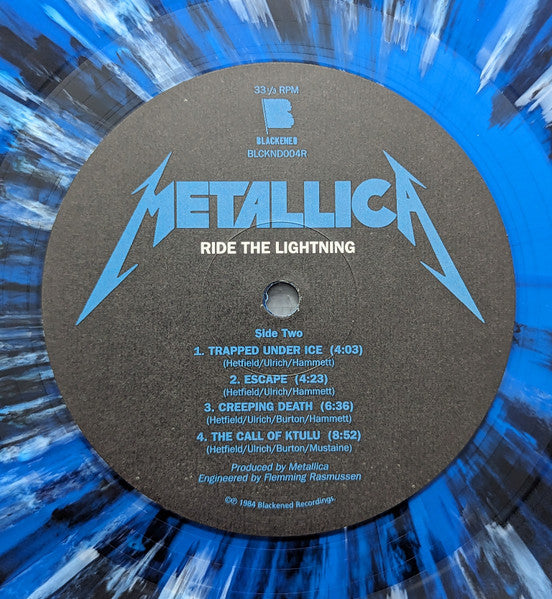 33 ⅓ RPM
B
BLACKENED
BLCKND004R
METALLICA
RIDE THE LIGHTNING
Side Two
1. TRAPPED UNDER ICE (4:03)
(Hetfield/Ulrich/Hammett)
2. ESCAPE (4:23)
(Hetfield/Ulrich/Hammett)
3. CREEPING DEATH (6:36)
(Hetfield/Ulrich/Burton/Hammett)
4. THE CALL OF KTULU (8:52)
(Hetfield/Ulrich/Burton/Mustaine)
Produced by Metallica
Engineered by Flemming Rasmussen
©℗ 1984 Blackened Recordings.